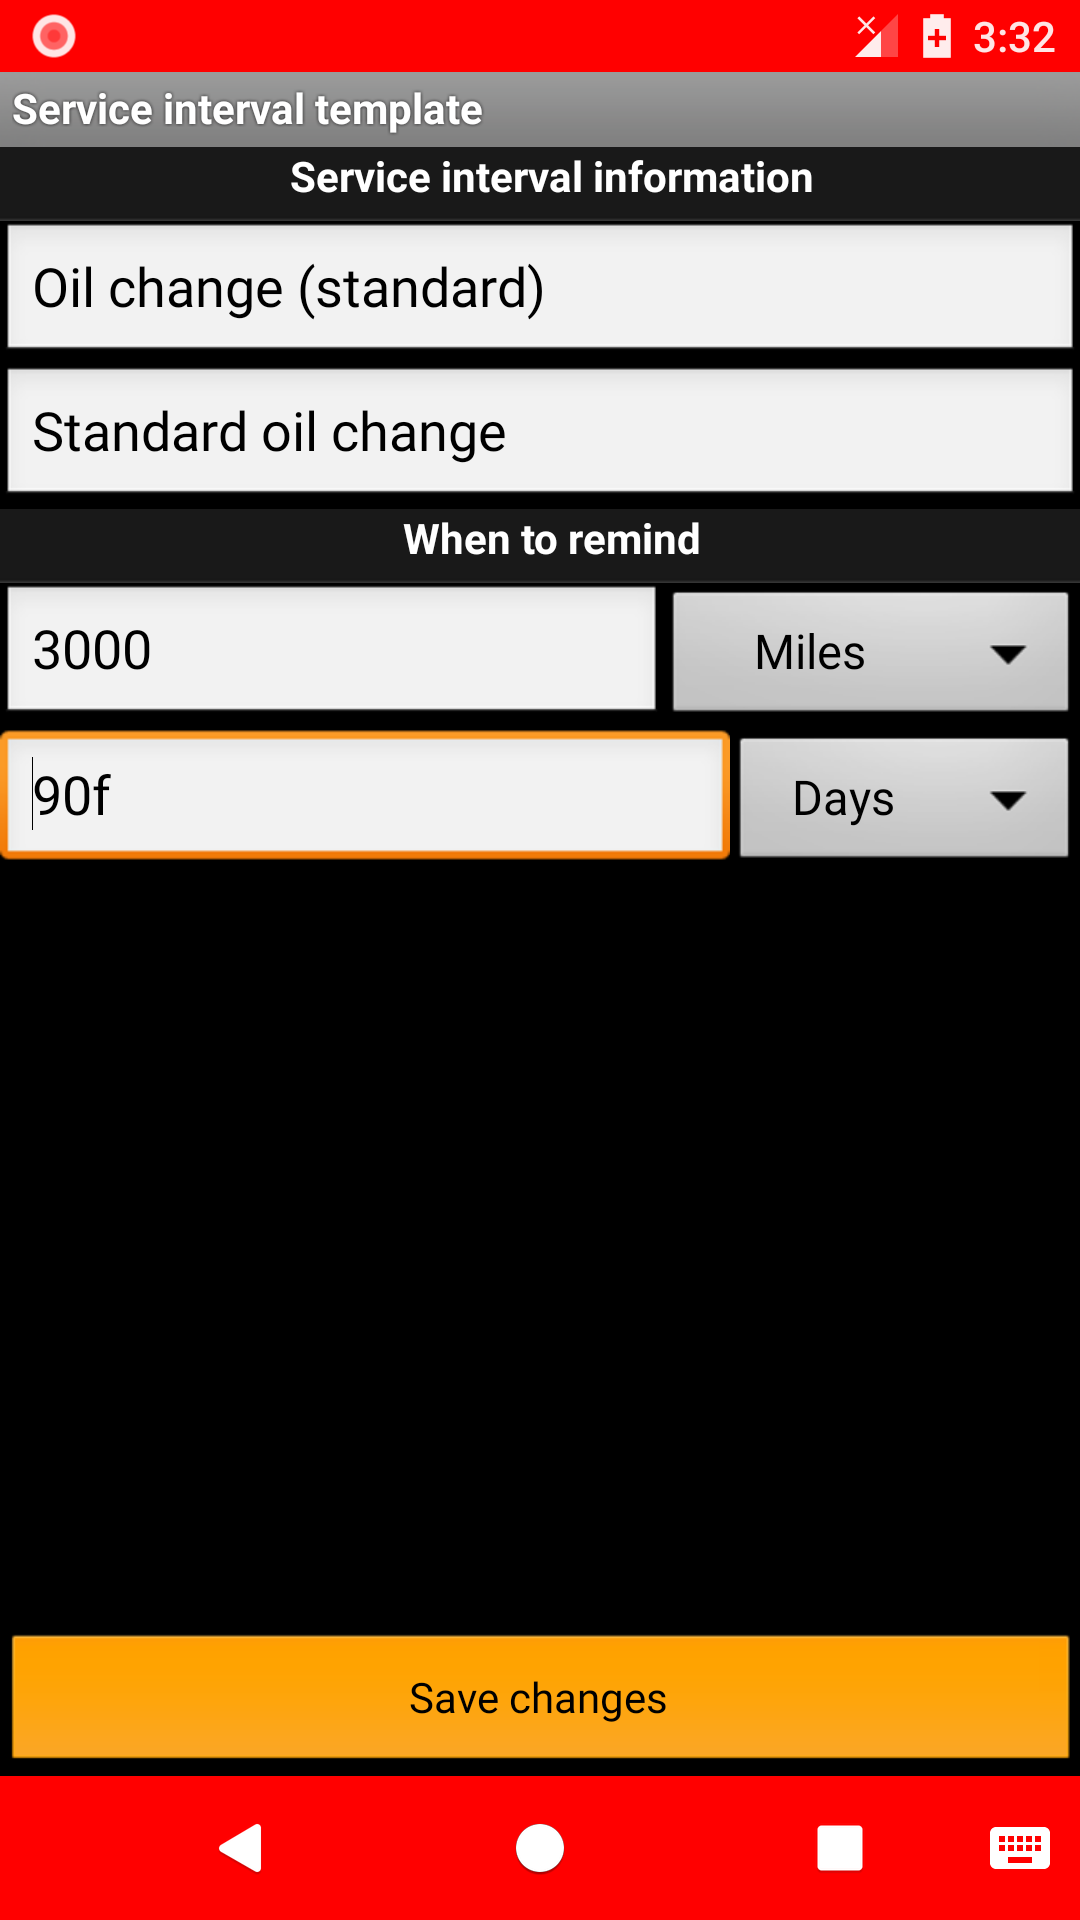 3:32
Service interval template
Service interval information
Oil change (standard)
Standard oil change
When to remind
3000
Miles
90f
Days
Save changes